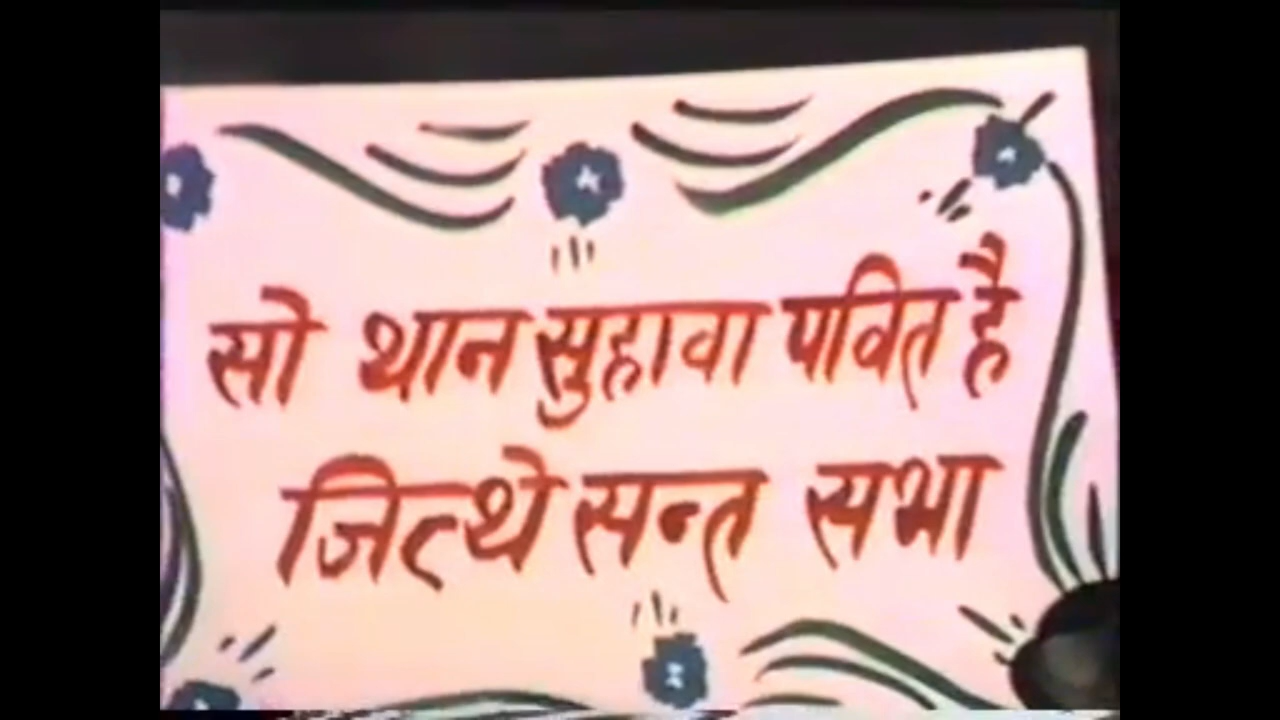 सो थान सुहावा पवित है
जित्थे सन्त सभा